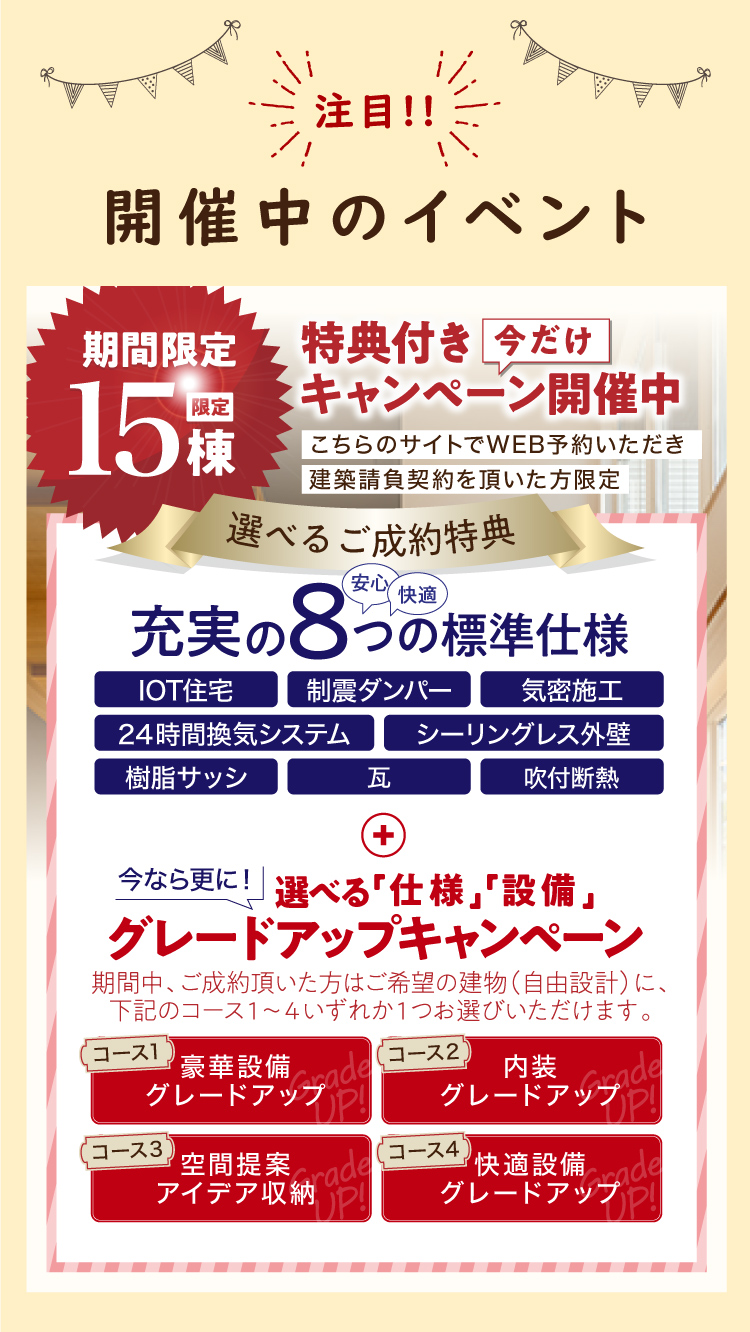 注目!!
開催中のイベント
期間限定
15限定棟
特典付き 今だけ
キャンペーン開催中
こちらのサイトでWEB予約いただき
建築請負契約を頂いた方限定
選べるご成約特典
安心 快適
充実の8つの標準仕様
IOT住宅 制震ダンパー 気密施工
24時間換気システム シーリングレス外壁
樹脂サッシ 瓦 吹付断熱
+
今なら更に! 選べる「仕様」「設備」
グレードアップキャンペーン
期間中、ご成約頂いた方はご希望の建物(自由設計)に、
下記のコース1~4いずれか1つお選びいただけます。
コース1
豪華設備
グレードアップ
Grade
UP!
コース2
内装
グレードアップ
Grade
UP!
コース3
空間提案
アイデア収納
Grade
UP!
コース4
快適設備
グレードアップ
Grade
UP!